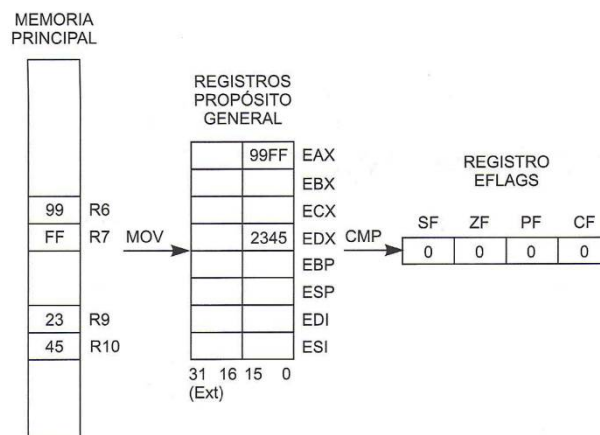 MEMORIA
PRINCIPAL
REGISTROS
PROPÓSITO
GENERAL
REGISTRO
EFLAGS
99FF EAX
EBX
ECX
2345 EDX
EBP
ESP
EDI
ESI
31 16 15 0
(Ext)
99 R6
FF R7
23 R9
45 R10
MOV
CMP
SF ZF PF CF
0 0 0 0